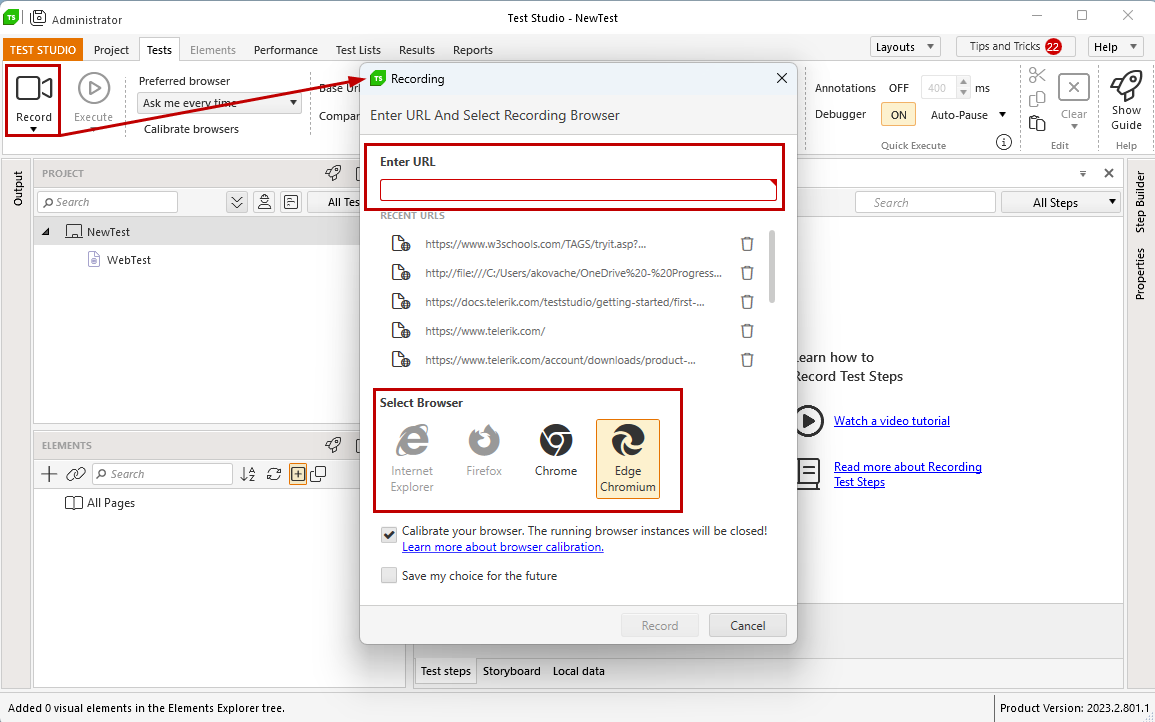 TS
Administrator
Test Studio - NewTest
TEST STUDIO
Project
Tests
Elements
Performance
Test Lists
Results
Reports
Layouts
Tips and Tricks 22
Help
Record
Execute
Preferred browser
Ask me every time
Calibrate browsers
Base Url
Compar
Annotations OFF 400 ms
Debugger ON Auto-Pause
Quick Execute
Clear
Edit
Show
Guide
Help
Output
PROJECT
Search
All Tes
NewTest
WebTest
ELEMENTS
Search
All Pages
TS Recording
Enter URL And Select Recording Browser
Enter URL
RECENT URLS
https://www.w3schools.com/TAGS/tryit.asp?...
http://file:///C:/Users/akovache/OneDrive%20-%20Progress...
https://docs.telerik.com/teststudio/getting-started/first-...
https://www.telerik.com/
https://www.telerik.com/account/downloads/product-...
Select Browser
Internet
Explorer
Firefox
Chrome
Edge
Chromium
Calibrate your browser. The running browser instances will be closed!
Learn more about browser calibration.
Save my choice for the future
Record
Cancel
Search
All Steps
earn how to
Record Test Steps
Watch a video tutorial
Read more about Recording
Test Steps
Step Builder
Properties
Test steps
Storyboard
Local data
Added 0 visual elements in the Elements Explorer tree.
Product Version: 2023.2.801.1